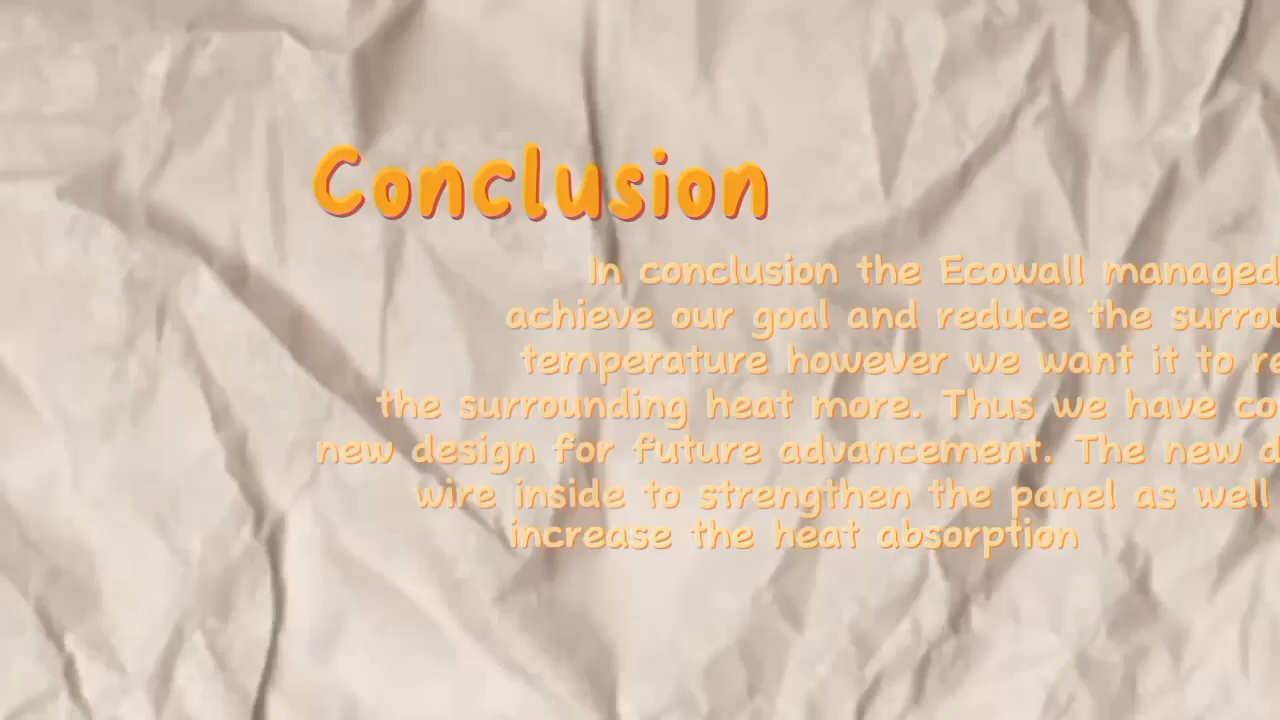 Conclusion
In conclusion the Ecowall managed
achieve our goal and reduce the surrou
temperature however we want it to re
the surrounding heat more. Thus we have co
new design for future advancement. The new d
wire inside to strengthen the panel as well
increase the heat absorption